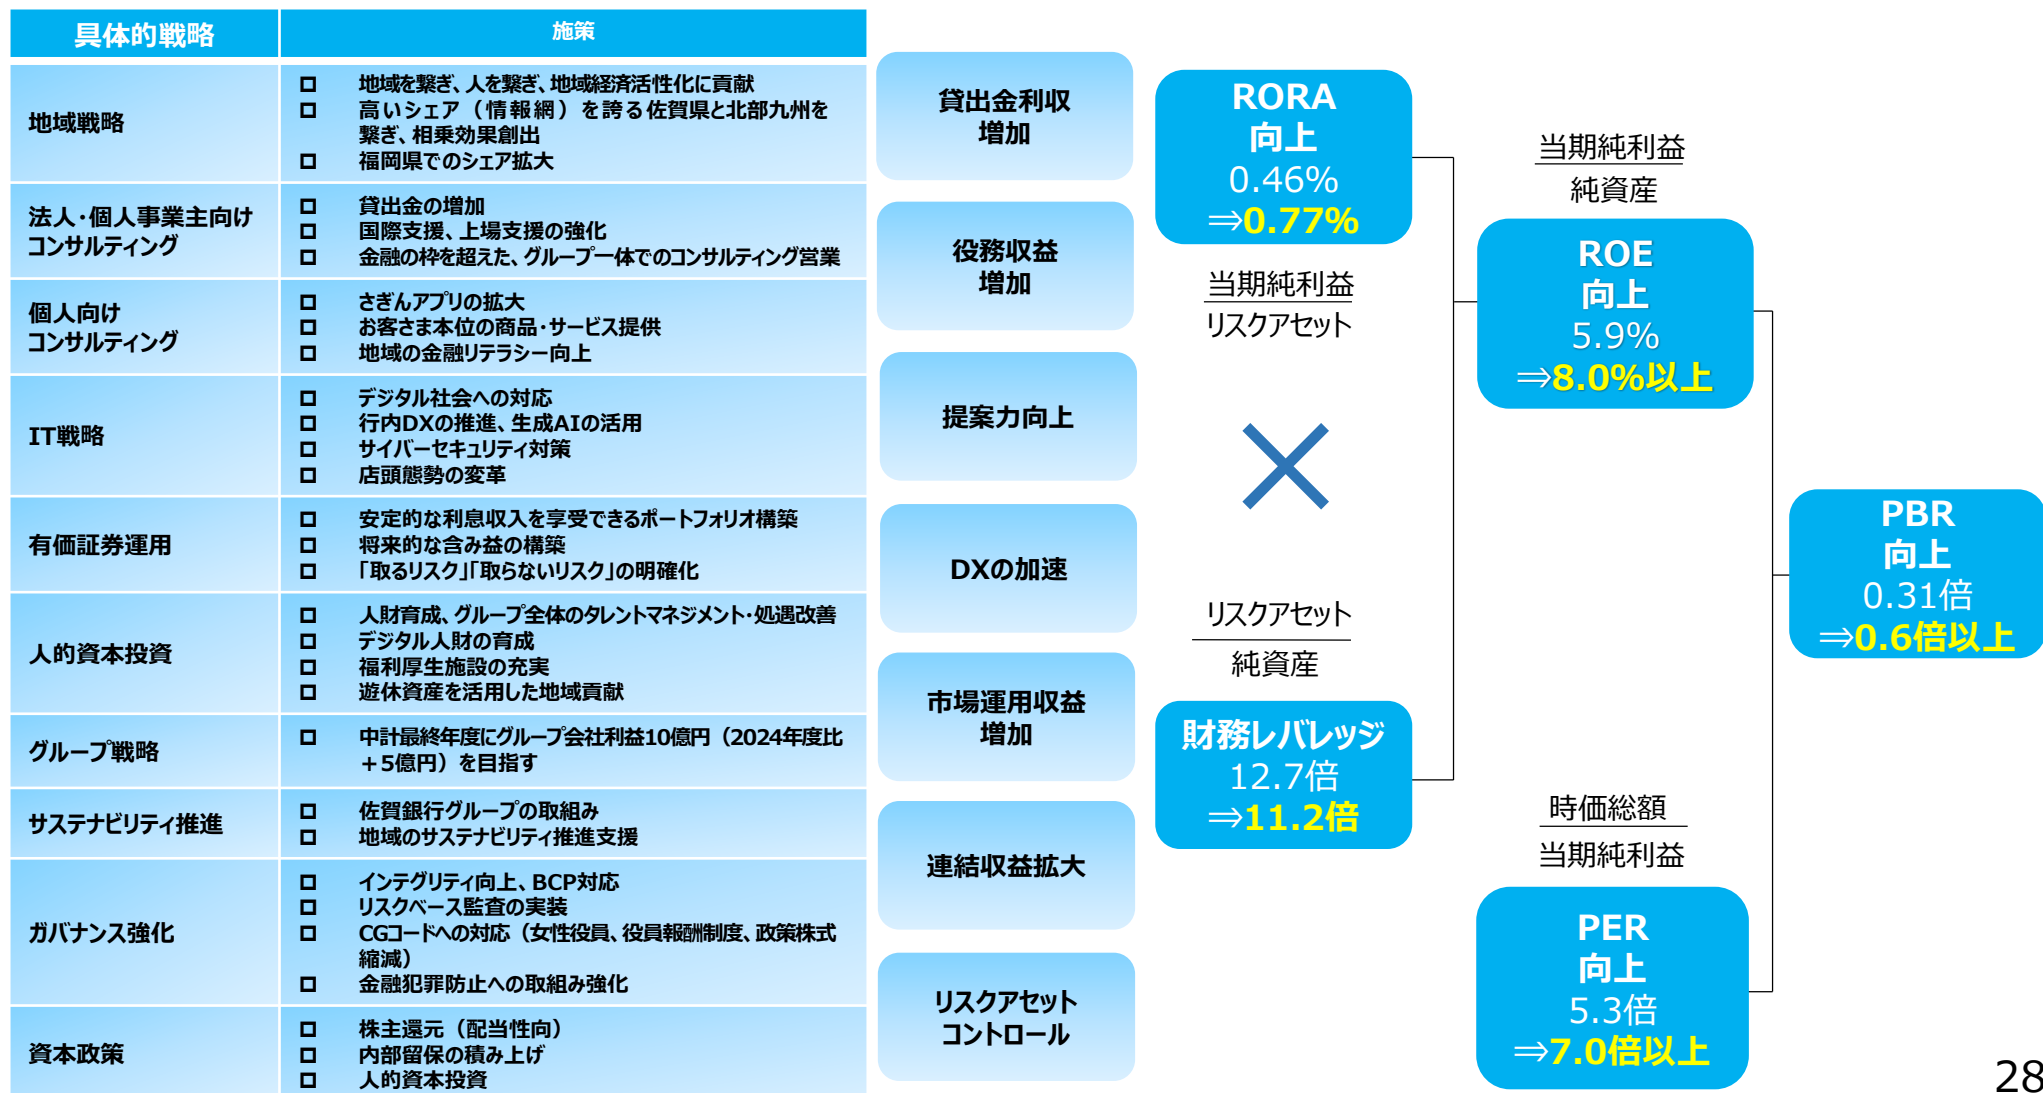 具体的戦略
施策
地域戦略
地域を繋ぎ、人を繋ぎ、地域経済活性化に貢献
高いシェア（情報網）を誇る佐賀県と北部九州を
繋ぎ、相乗効果創出
福岡県でのシェア拡大
法人・個人事業主向け
コンサルティング
貸出金の増加
国際支援、上場支援の強化
金融の枠を超えた、グループ一体でのコンサルティング営業
個人向け
コンサルティング
さぎんアプリの拡大
お客さま本位の商品・サービス提供
地域の金融リテラシー向上
IT戦略
デジタル社会への対応
行内DXの推進、生成AIの活用
サイバーセキュリティ対策
店頭態勢の変革
有価証券運用
安定的な利息収入を享受できるポートフォリオ構築
将来的な含み益の構築
「取るリスク」「取らないリスク」の明確化
人的資本投資
人財育成、グループ全体のタレントマネジメント・処遇改善
デジタル人財の育成
福利厚生施設の充実
遊休資産を活用した地域貢献
グループ戦略
中計最終年度にグループ会社利益10億円（2024年度比
＋5億円）を目指す
サステナビリティ推進
佐賀銀行グループの取組み
地域のサステナビリティ推進支援
ガバナンス強化
インテグリティ向上、BCP対応
リスクベース監査の実装
CGコードへの対応（女性役員、役員報酬制度、政策株式
縮減）
金融犯罪防止への取組み強化
資本政策
株主還元（配当性向）
内部留保の積み上げ
人的資本投資
貸出金利収
増加
役務収益
増加
提案力向上
DXの加速
市場運用収益
増加
連結収益拡大
リスクアセット
コントロール
RORA
向上
0.46%
⇒0.77%
当期純利益
リスクアセット
×
リスクアセット
純資産
財務レバレッジ
12.7倍
⇒11.2倍
当期純利益
純資産
ROE
向上
5.9%
⇒8.0%以上
時価総額
当期純利益
PER
向上
5.3倍
⇒7.0倍以上
PBR
向上
0.31倍
⇒0.6倍以上
28